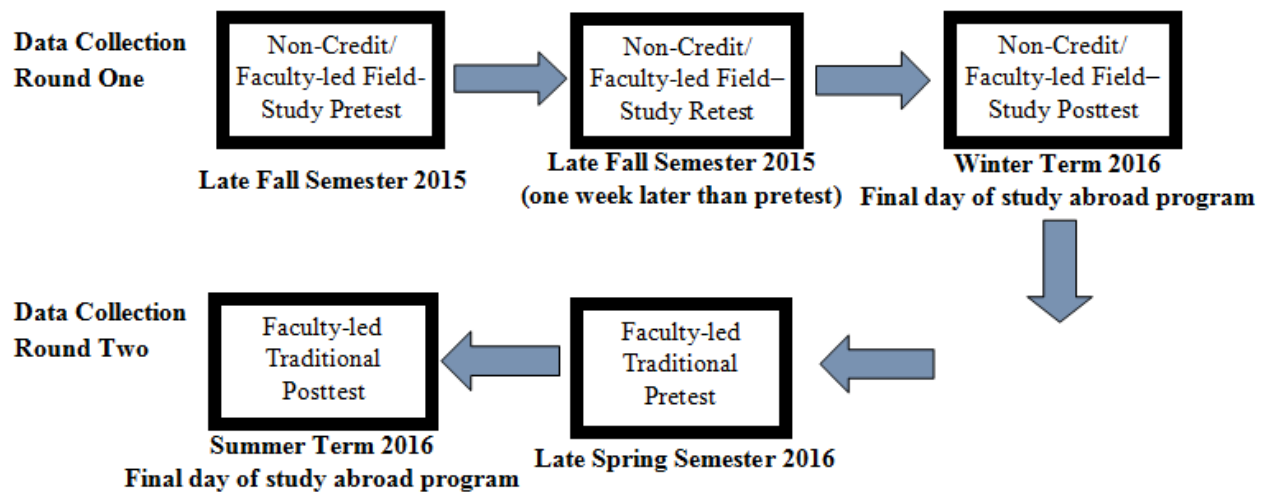 Data Collection
Round One
Non-Credit/
Faculty-led Field-
Study Pretest
Late Fall Semester 2015
Non-Credit/
Faculty-led Field–
Study Retest
Late Fall Semester 2015
(one week later than pretest)
Non-Credit/
Faculty-led Field–
Study Posttest
Winter Term 2016
Final day of study abroad program
Data Collection
Round Two
Faculty-led
Traditional
Posttest
Summer Term 2016
Final day of study abroad program
Faculty-led
Traditional
Pretest
Late Spring Semester 2016